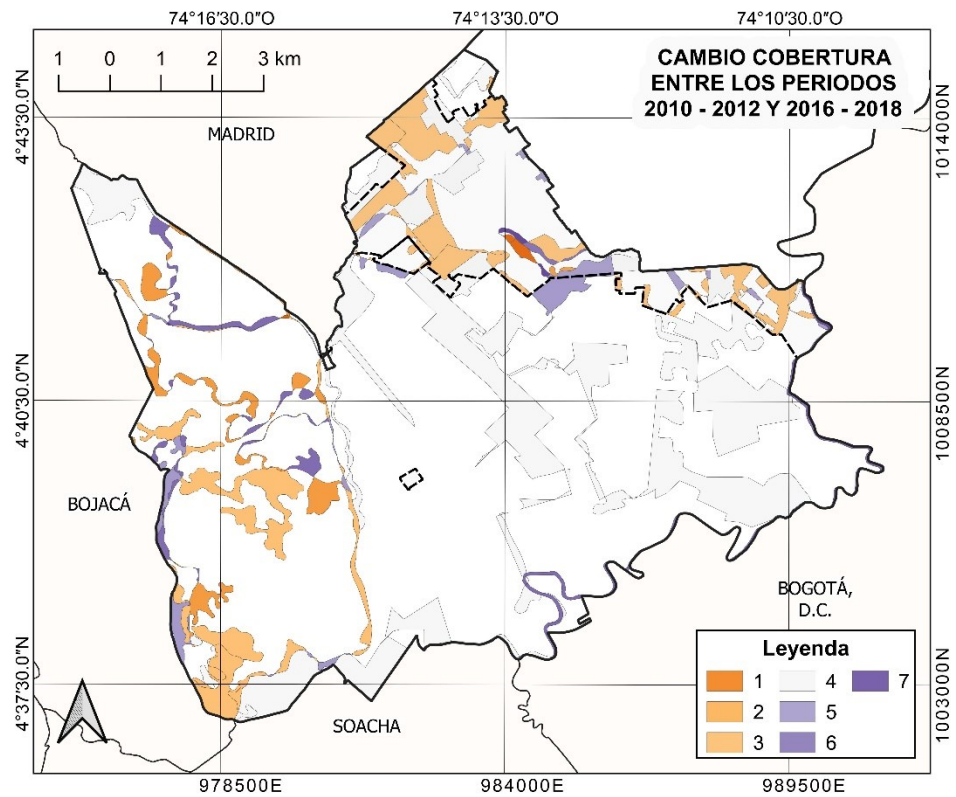 74°16'30.0"O 74°13'30.0"O 74°10'30.0"O
1 0 1 2 3 km
CAMBIO COBERTURA
ENTRE LOS PERIODOS
2010 - 2012 Y 2016 - 2018
4°43'30.0"N
1014000N
MADRID
4°40'30.0"N
1008500N
BOJACÁ
BOGOTÁ,
D.C.
Leyenda
1 4 7
2 5
3 6
4°37'30.0"N
1003000N
SOACHA
978500E 984000E 989500E